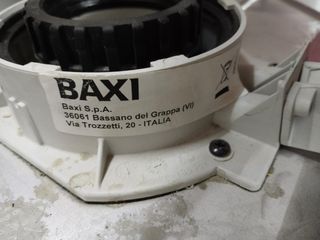 BAXI
Baxi S.p.A.
36061 Bassano del Grappa (VI)
Via Trozzetti, 20 - ITALIA